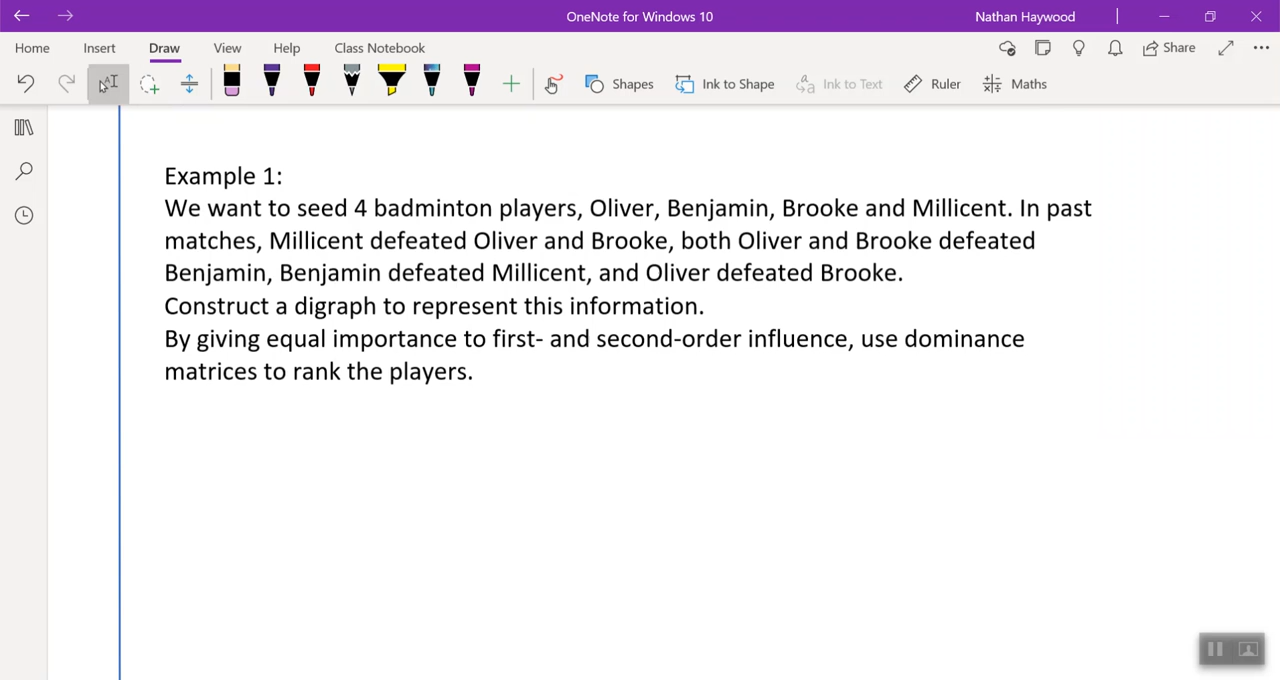 OneNote for Windows 10
Nathan Haywood
Home Insert Draw View Help Class Notebook
Share
Shapes Ink to Shape Ink to Text Ruler Maths
Example 1:
We want to seed 4 badminton players, Oliver, Benjamin, Brooke and Millicent. In past
matches, Millicent defeated Oliver and Brooke, both Oliver and Brooke defeated
Benjamin, Benjamin defeated Millicent, and Oliver defeated Brooke.
Construct a digraph to represent this information.
By giving equal importance to first- and second-order influence, use dominance
matrices to rank the players.